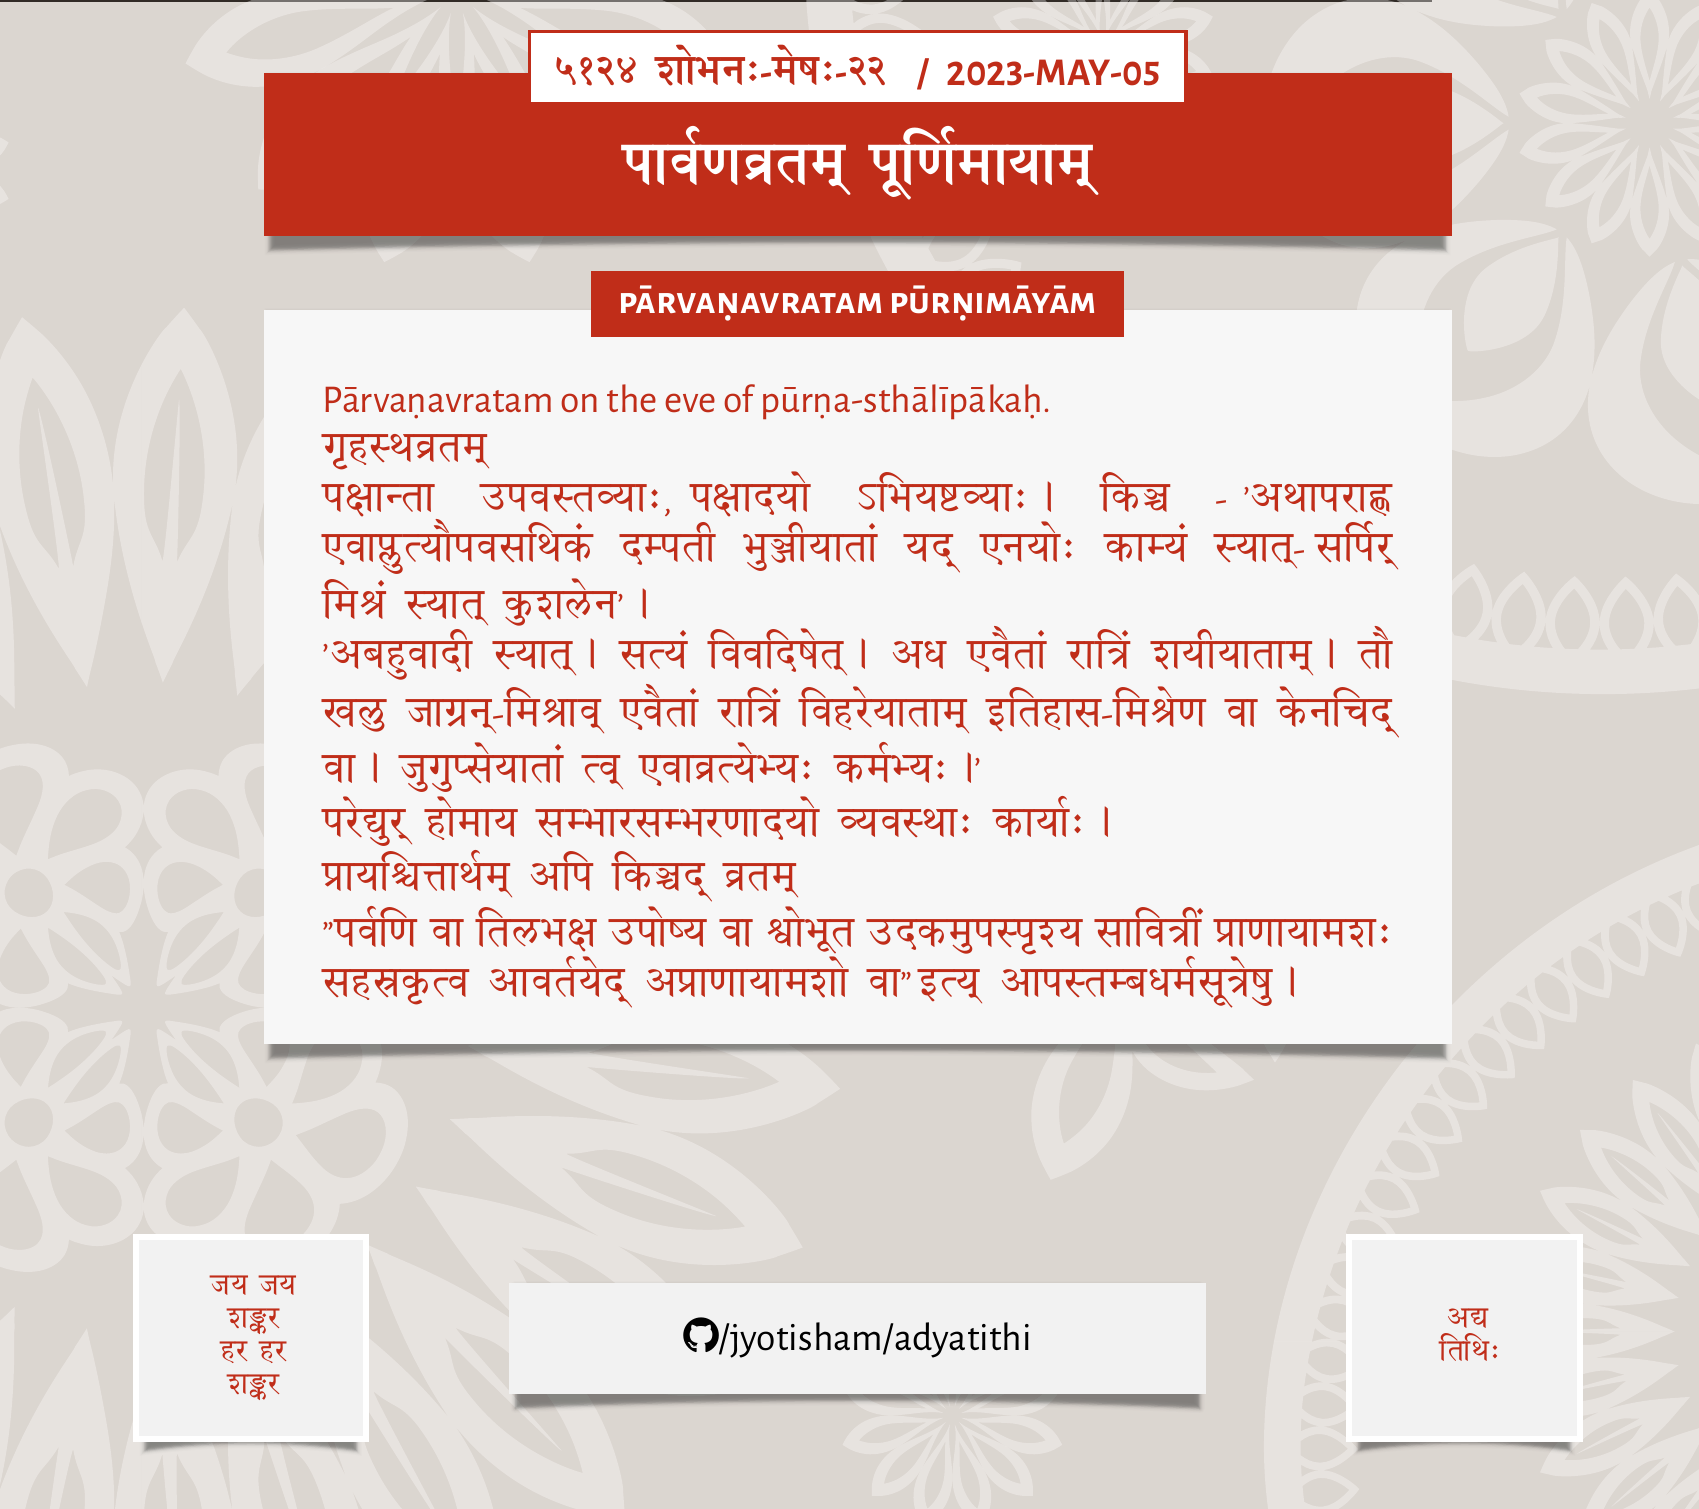 ५१२४ शोभनः-मेषः-२२ / 2023-MAY-05
पार्वणव्रतम् पूर्णिमायाम्
PĀRVAṆAVRATAM PŪRṆIMĀYĀM
Pārvaṇavratam on the eve of pūrṇa-sthālīpākaḥ.
गृहस्थव्रतम्
पक्षान्ता उपवस्तव्याः, पक्षादयो ऽभियष्टव्याः । किञ्च - ’अथापराह्ण
एवाप्लुत्यौपवसथिकं दम्पती भुञ्जीयातां यद् एनयोः काम्यं स्यात्- सर्पिर्
मिश्रं स्यात् कुशलेन’ ।
’अबहुवादी स्यात् । सत्यं विवदिषेत् । अध एवैतां रात्रिं शयीयाताम् । तौ
खलु जाग्रन्-मिश्राव् एवैतां रात्रिं विहरेयाताम् इतिहास-मिश्रेण वा केनचिद्
वा । जुगुप्सेयातां त्व् एवाव्रत्येभ्यः कर्मभ्यः ।’
परेद्युर् होमाय सम्भारसम्भरणादयो व्यवस्थाः कार्याः ।
प्रायश्चित्तार्थम् अपि किञ्चद् व्रतम्
”पर्वणि वा तिलभक्ष उपोष्य वा श्वोभूत उदकमुपस्पृश्य सावित्रीं प्राणायामशः
सहस्रकृत्व आवर्तयेद् अप्राणायामशो वा” इत्य् आपस्तम्बधर्मसूत्रेषु ।
जय जय
शङ्कर
हर हर
शङ्कर
/jyotisham/adyatithi
अद्य
तिथिः